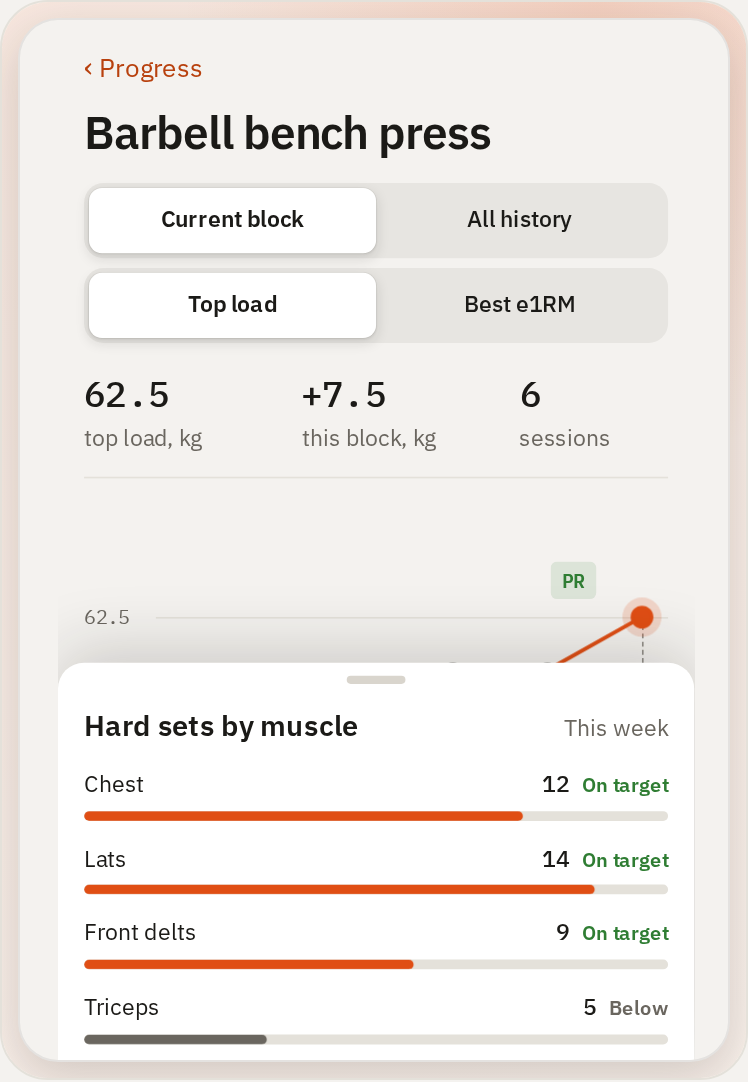 ‹ Progress
Barbell bench press
Current block All history
Top load Best e1RM
62.5 +7.5 6
top load, kg this block, kg sessions
PR
62.5
Hard sets by muscle This week
Chest 12 On target
Lats 14 On target
Front delts 9 On target
Triceps 5 Below